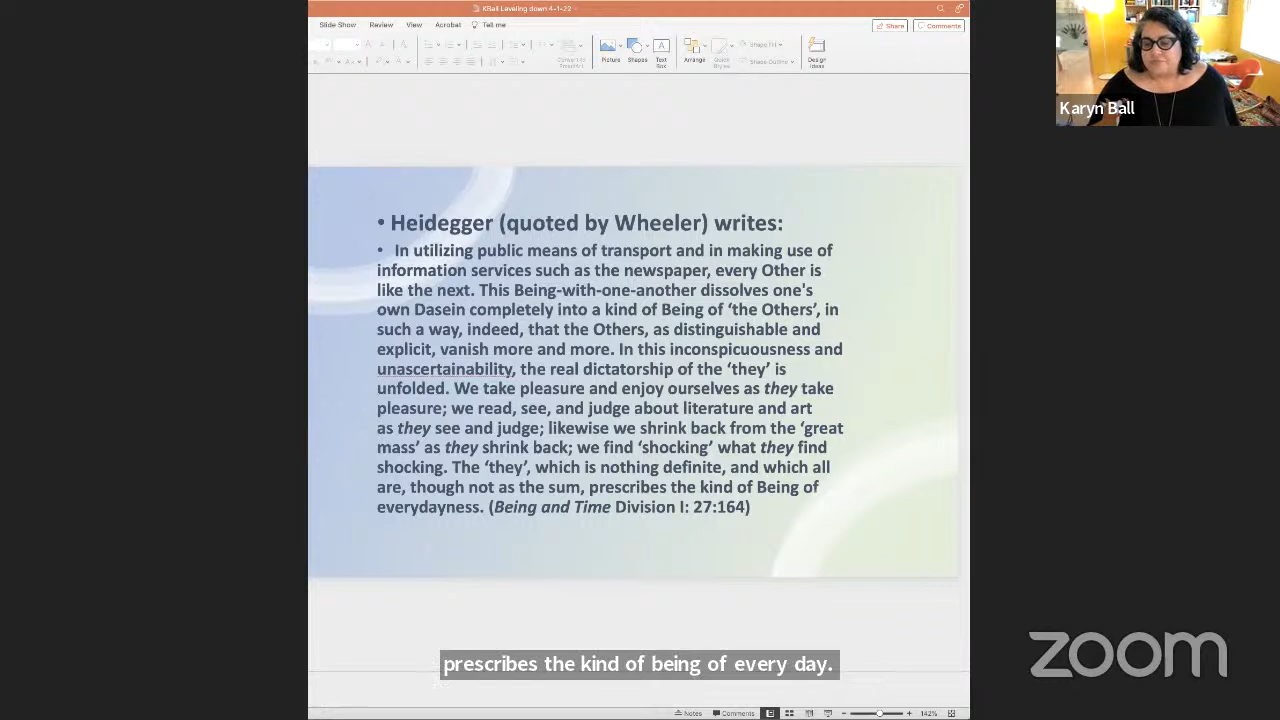 KBall Leveling down 4-1-22
Slide Show Review View Acrobat Tell me
Share Comments
Convert to SmartArt
Picture Shapes Text Box Arrange Quick Styles Shape Fill Shape Outline Design Ideas
Karyn Ball
• Heidegger (quoted by Wheeler) writes:
• In utilizing public means of transport and in making use of
information services such as the newspaper, every Other is
like the next. This Being-with-one-another dissolves one's
own Dasein completely into a kind of Being of ‘the Others’, in
such a way, indeed, that the Others, as distinguishable and
explicit, vanish more and more. In this inconspicuousness and
unascertainability, the real dictatorship of the ‘they’ is
unfolded. We take pleasure and enjoy ourselves as they take
pleasure; we read, see, and judge about literature and art
as they see and judge; likewise we shrink back from the ‘great
mass’ as they shrink back; we find ‘shocking’ what they find
shocking. The ‘they’, which is nothing definite, and which all
are, though not as the sum, prescribes the kind of Being of
everydayness. (Being and Time Division I: 27:164)
prescribes the kind of being of every day.
zoom
Notes Comments 142%